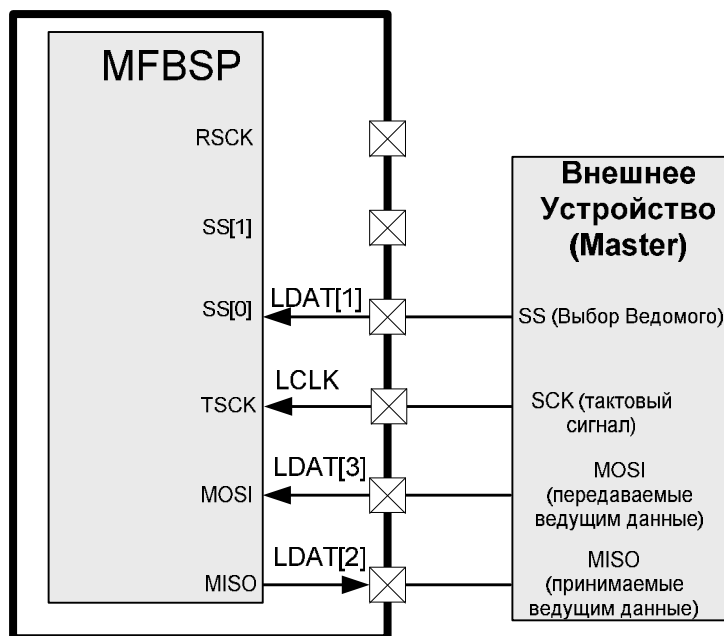 MFBSP
RSCK
SS[1]
SS[0]
LDAT[1]
TSCK
LCLK
MOSI
LDAT[3]
MISO
LDAT[2]
Внешнее
Устройство
(Master)
SS (Выбор Ведомого)
SCK (тактовый
сигнал)
MOSI
(передаваемые
ведущим данные)
MISO
(принимаемые
ведущим данные)